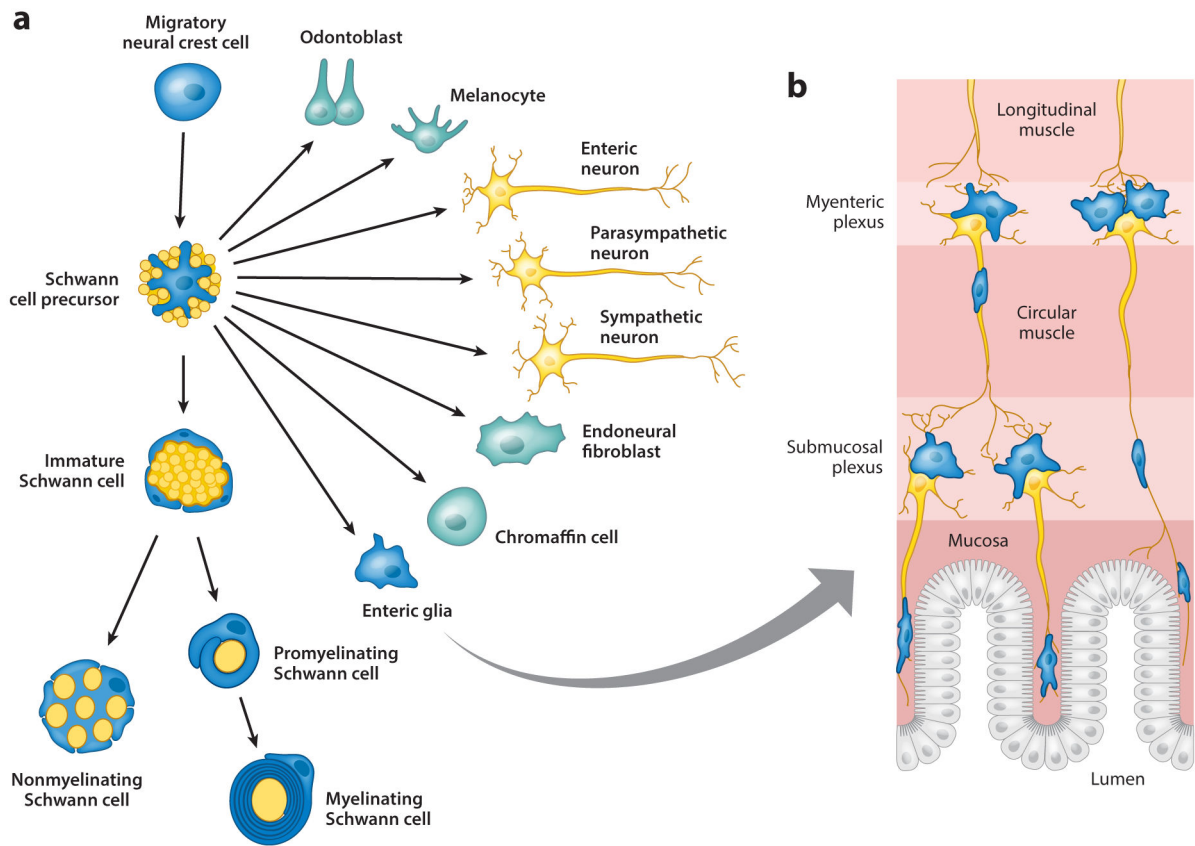 a
Migratory
neural crest cell
Odontoblast
Melanocyte
Enteric
neuron
Parasympathetic
neuron
Sympathetic
neuron
Schwann
cell precursor
Endoneural
fibroblast
Immature
Schwann cell
Chromaffin cell
Enteric glia
Promyelinating
Schwann cell
Nonmyelinating
Schwann cell
Myelinating
Schwann cell
b
Longitudinal
muscle
Myenteric
plexus
Circular
muscle
Submucosal
plexus
Mucosa
Lumen